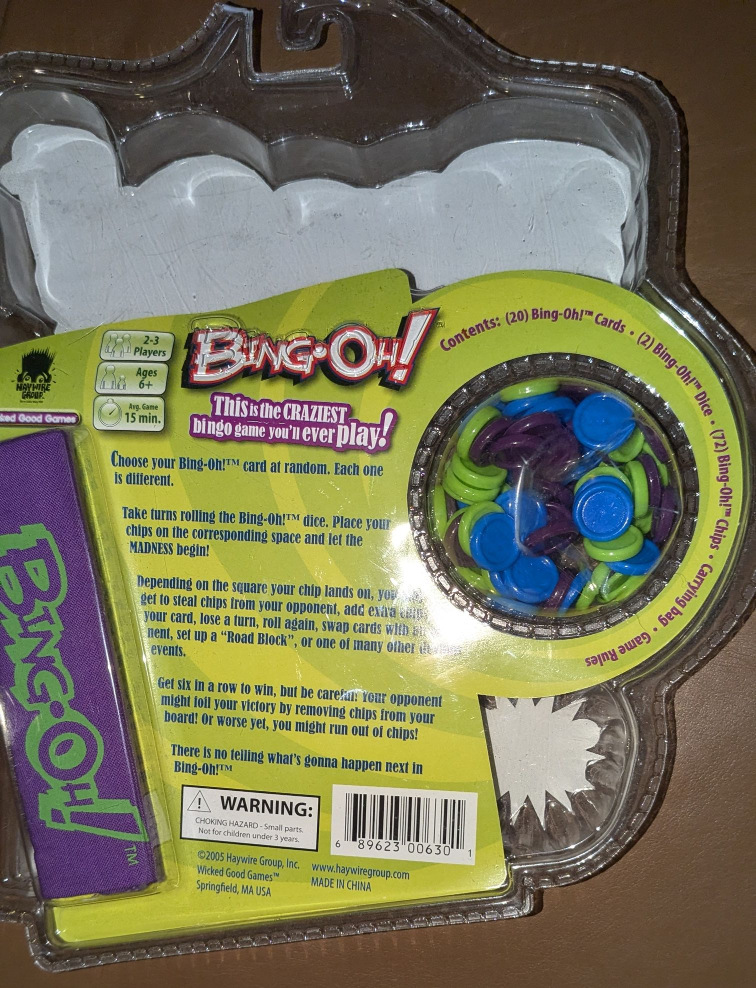 Contents: (20) Bing-Oh!™ Cards • (2) Bing-Oh!™ Dice • (72) Bing-Oh!™ Chips • Carrying bag • Game Rules
2-3
Players
Ages
6+
Avg. Game
15 min.
BING•OH!
HAYWIRE
GROUP
Good Games
This is the CRAZIEST
bingo game you'll ever play!
Choose your Bing-Oh!™ card at random. Each one
is different.
Take turns rolling the Bing-Oh!™ dice. Place your
chips on the corresponding space and let the
MADNESS begin!
Depending on the square your chip lands on, you
get to steal chips from your opponent, add extra
your card, lose a turn, roll again, swap cards with
nent, set up a "Road Block", or one of many other
events.
Get six in a row to win, but be careful! Your opponent
might foil your victory by removing chips from your
board! Or worse yet, you might run out of chips!
There is no telling what's gonna happen next in
Bing-Oh!™
BING•OH!™
WARNING:
CHOKING HAZARD - Small parts.
Not for children under 3 years.
6 89623 00630 1
©2005 Haywire Group, Inc. www.haywiregroup.com
Wicked Good Games™ MADE IN CHINA
Springfield, MA USA